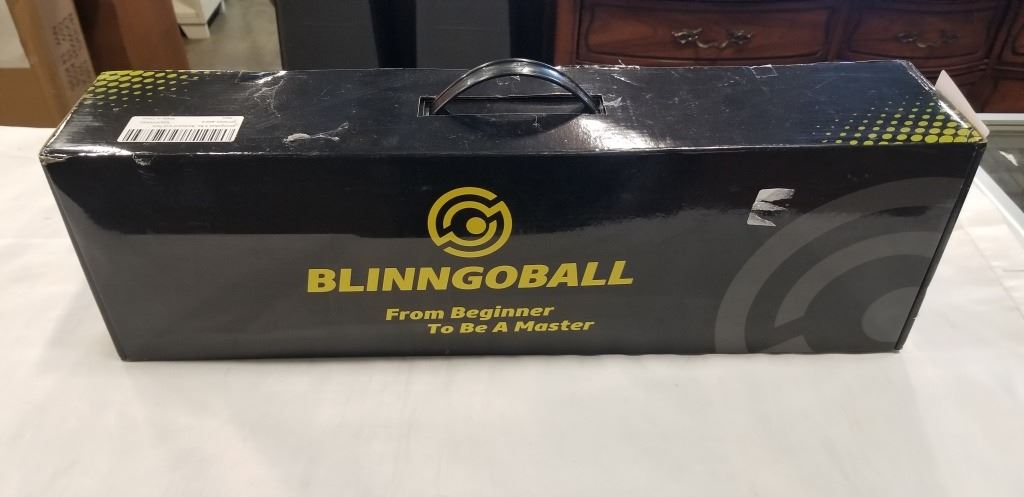 BLINNGOBALL
From Beginner
To Be A Master